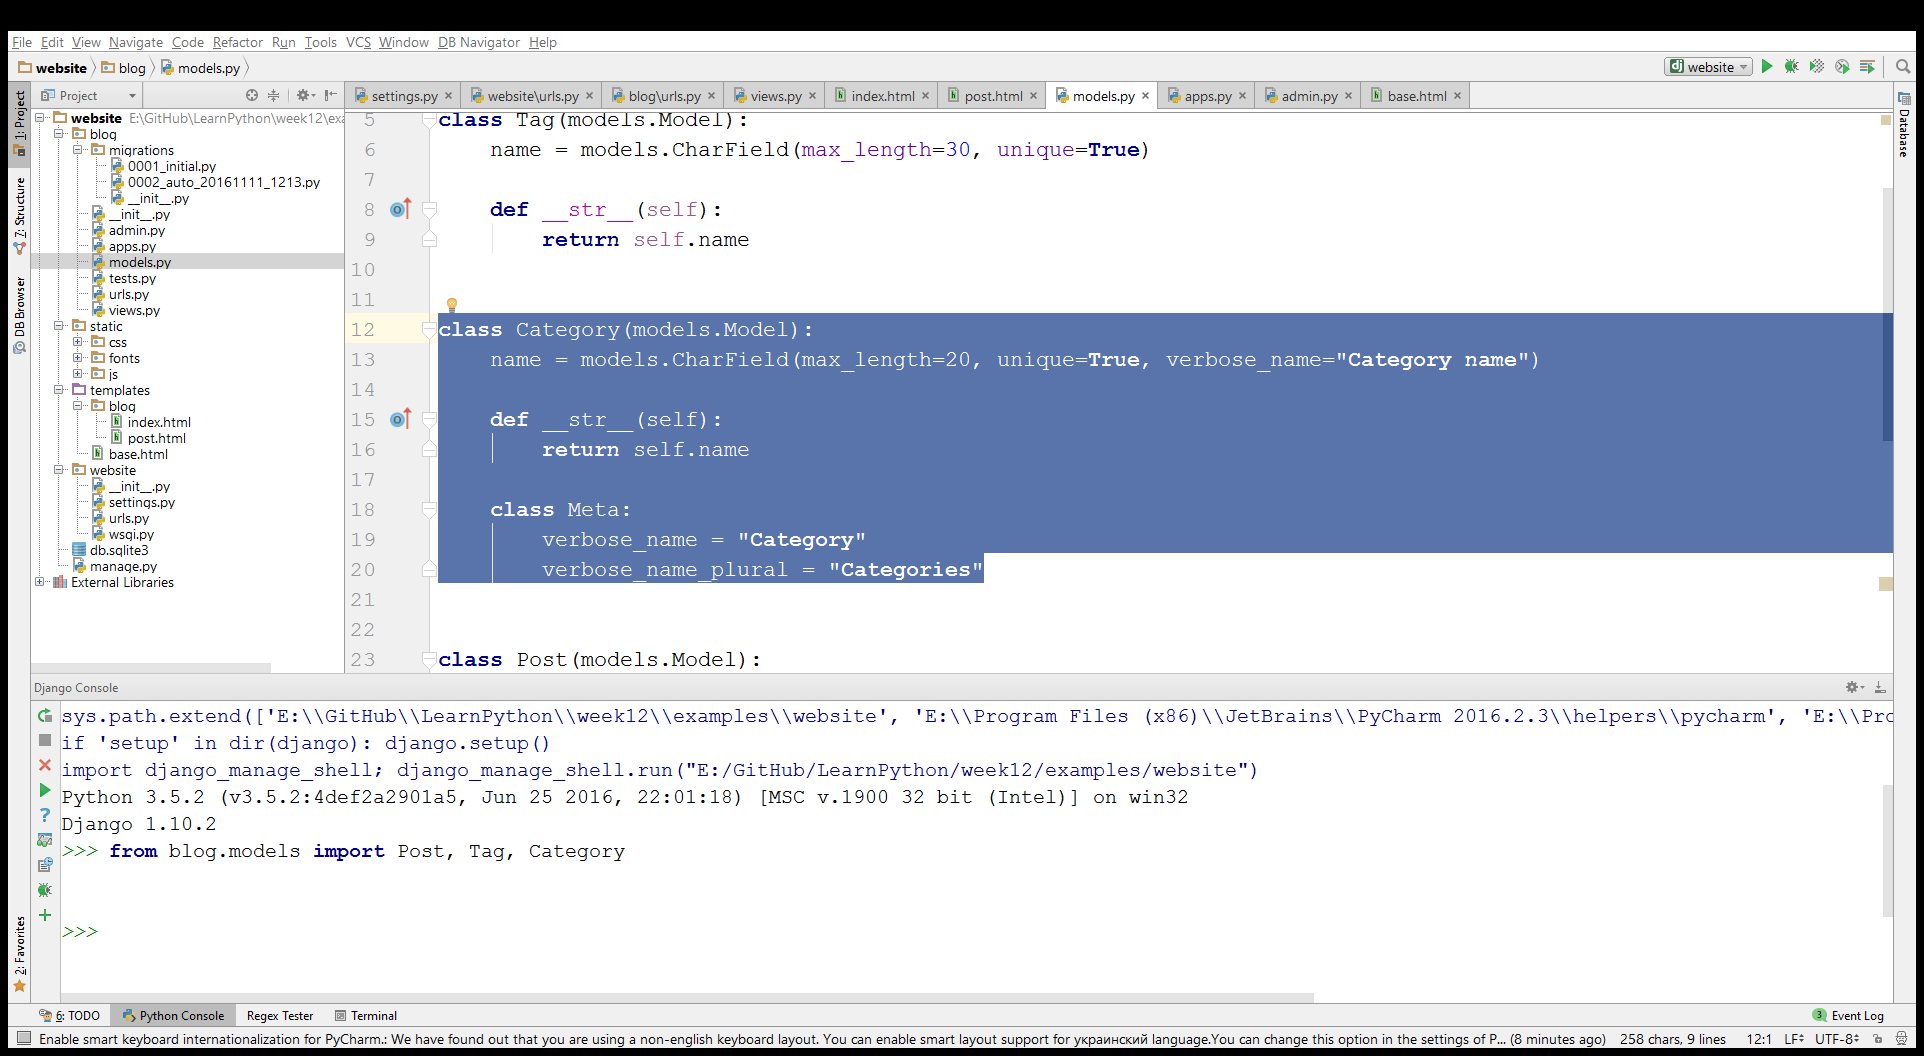 File Edit View Navigate Code Refactor Run Tools VCS Window DB Navigator Help
website blog models.py website
1: Project
7: Structure
DB Browser
2: Favorites
Database
Project
website E:\GitHub\LearnPython\week12\exa
blog
migrations
0001_initial.py
0002_auto_20161111_1213.py
__init__.py
__init__.py
admin.py
apps.py
models.py
tests.py
urls.py
views.py
static
css
fonts
js
templates
blog
index.html
post.html
base.html
website
__init__.py
settings.py
urls.py
wsgi.py
db.sqlite3
manage.py
External Libraries
settings.py website\urls.py blog\urls.py views.py index.html post.html models.py apps.py admin.py base.html
5 class Tag(models.Model):
6 name = models.CharField(max_length=30, unique=True)
7
8 def __str__(self):
9 return self.name
10
11
12 class Category(models.Model):
13 name = models.CharField(max_length=20, unique=True, verbose_name="Category name")
14
15 def __str__(self):
16 return self.name
17
18 class Meta:
19 verbose_name = "Category"
20 verbose_name_plural = "Categories"
21
22
23 class Post(models.Model):
Django Console
sys.path.extend(['E:\\GitHub\\LearnPython\\week12\\examples\\website', 'E:\\Program Files (x86)\\JetBrains\\PyCharm 2016.2.3\\helpers\\pycharm', 'E:\\Pro
if 'setup' in dir(django): django.setup()
import django_manage_shell; django_manage_shell.run("E:/GitHub/LearnPython/week12/examples/website")
Python 3.5.2 (v3.5.2:4def2a2901a5, Jun 25 2016, 22:01:18) [MSC v.1900 32 bit (Intel)] on win32
Django 1.10.2
>>> from blog.models import Post, Tag, Category
>>>
6: TODO Python Console Regex Tester Terminal 3 Event Log
Enable smart keyboard internationalization for PyCharm.: We have found out that you are using a non-english keyboard layout. You can enable smart layout support for украинский language.You can change this option in the settings of P... (8 minutes ago) 258 chars, 9 lines 12:1 LF UTF-8